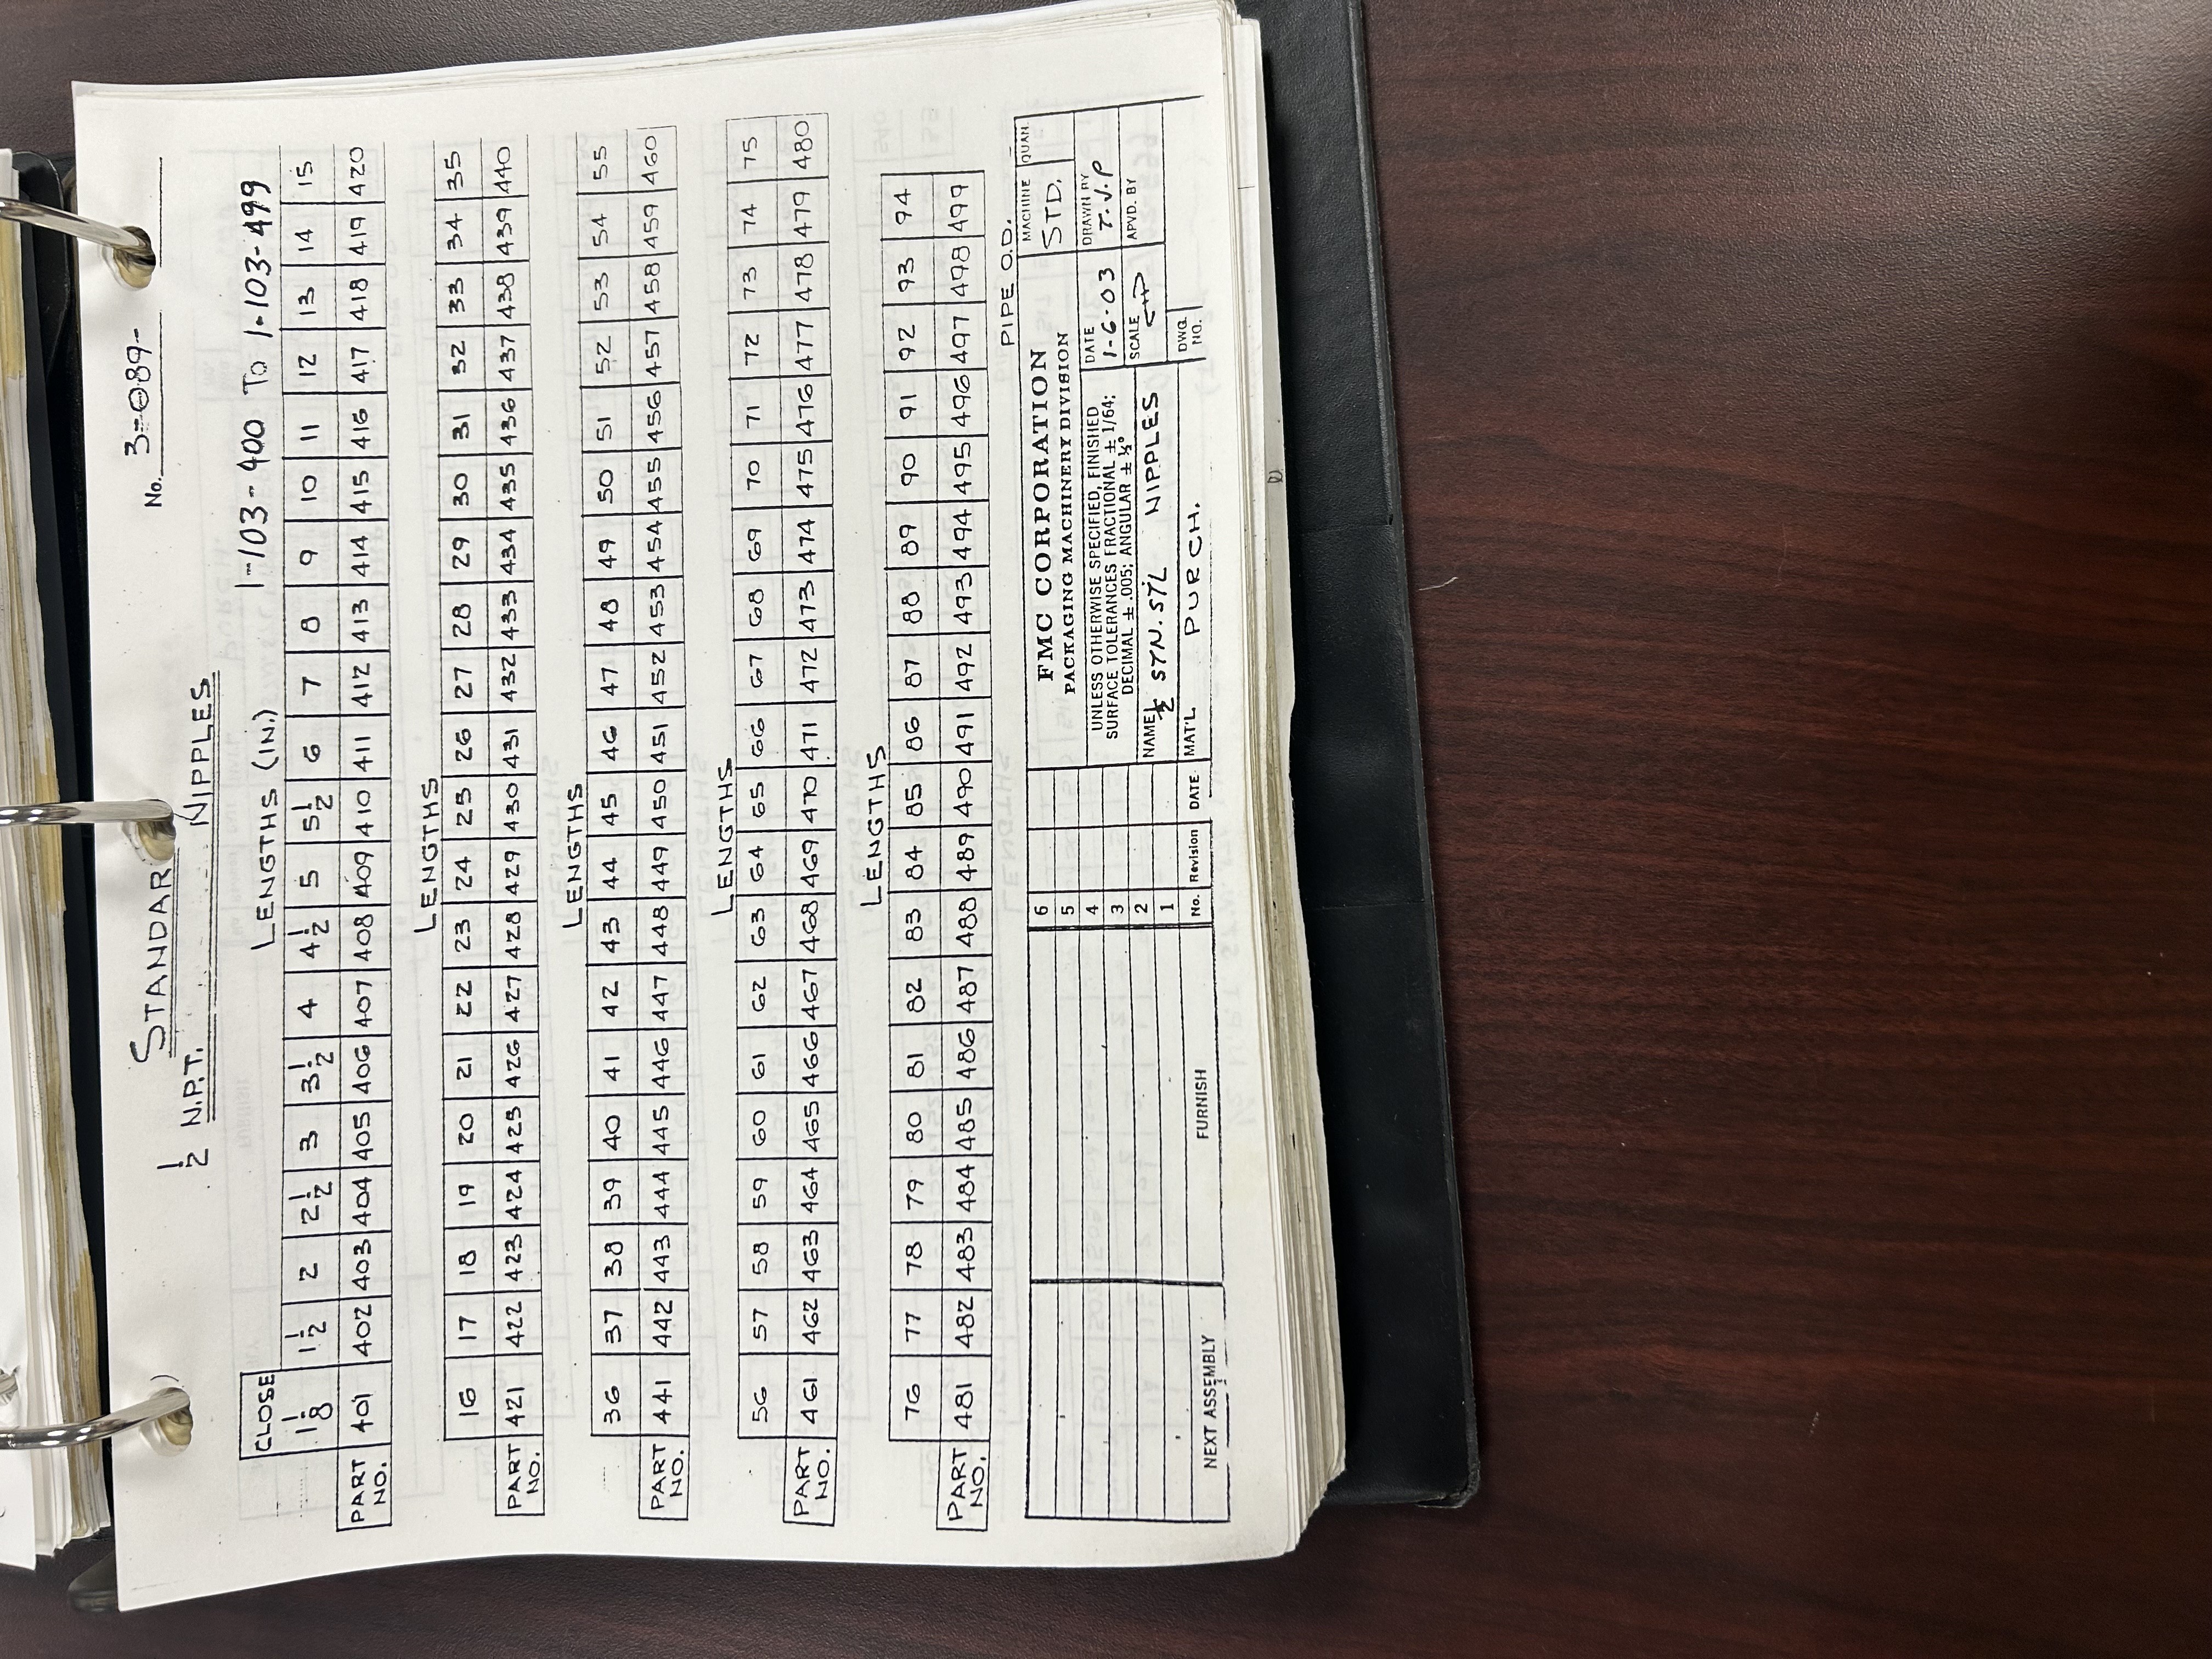 STANDAR
No. 3-089-
1/2 N.P.T. NIPPLES
1-103-400 TO 1-103-499
CLOSE LENGTHS (IN.)
1 1/8 1 1/2 2 2 1/2 3 3 1/2 4 4 1/2 5 5 1/2 6 7 8 9 10 11 12 13 14 15
PART NO. 401 402 403 404 405 406 407 408 409 410 411 412 413 414 415 416 417 418 419 420
LENGTHS
16 17 18 19 20 21 22 23 24 25 26 27 28 29 30 31 32 33 34 35
PART NO. 421 422 423 424 425 426 427 428 429 430 431 432 433 434 435 436 437 438 439 440
LENGTHS
36 37 38 39 40 41 42 43 44 45 46 47 48 49 50 51 52 53 54 55
PART NO. 441 442 443 444 445 446 447 448 449 450 451 452 453 454 455 456 457 458 459 460
LENGTHS
56 57 58 59 60 61 62 63 64 65 66 67 68 69 70 71 72 73 74 75
PART NO. 461 462 463 464 465 466 467 468 469 470 471 472 473 474 475 476 477 478 479 480
LENGTHS
76 77 78 79 80 81 82 83 84 85 86 87 88 89 90 91 92 93 94
PART NO. 481 482 483 484 485 486 487 488 489 490 491 492 493 494 495 496 497 498 499
PIPE O.D.
NEXT ASSEMBLY
FURNISH
6
5
4
3
2
1
No. Revision DATE
FMC CORPORATION
PACKAGING MACHINERY DIVISION
MACHINE STD.
QUAN.
UNLESS OTHERWISE SPECIFIED, FINISHED
SURFACE TOLERANCES FRACTIONAL ± 1/64;
DECIMAL ± .005; ANGULAR ± ½°
DATE 1-6-03
DRAWN BY T.J.P
NAME 1/2 STN. STL NIPPLES
SCALE
APVD. BY
MAT'L PURCH.
DWG. NO.